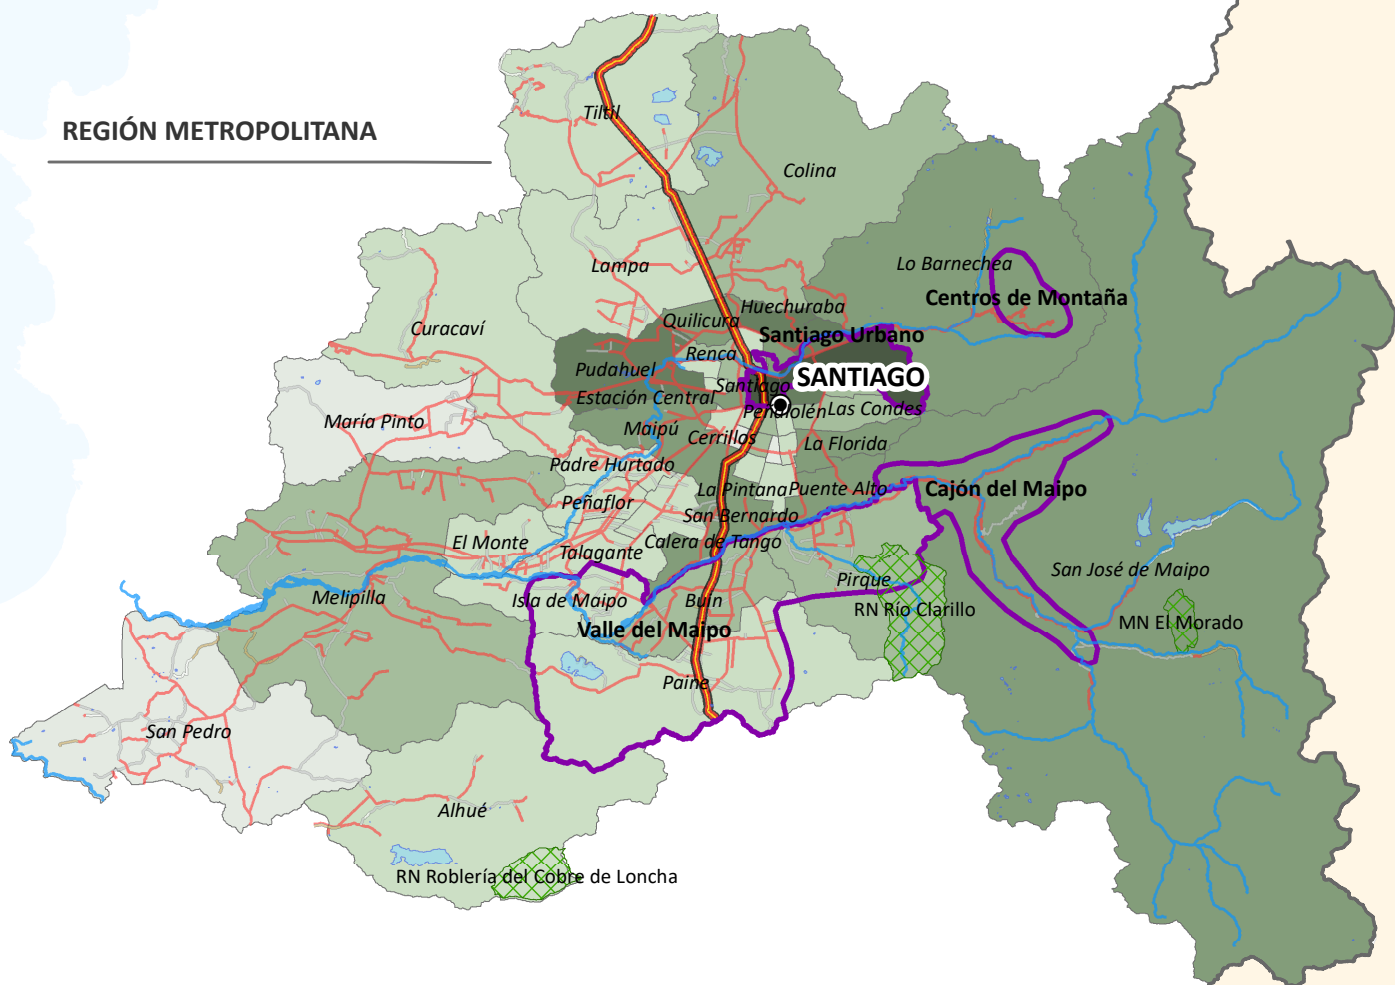 REGIÓN METROPOLITANA
Tiltil
Colina
Lampa
Lo Barnechea
Centros de Montaña
Huechuraba
Quilicura
Curacaví
Santiago Urbano
Renca
Pudahuel
SANTIAGO
Santiago
Estación Central
Peñalolén
Las Condes
María Pinto
Maipú
Cerrillos
La Florida
Padre Hurtado
La Pintana
Puente Alto
Cajón del Maipo
Peñaflor
San Bernardo
El Monte
Talagante
Calera de Tango
San José de Maipo
Pirque
Melipilla
Isla de Maipo
Buin
RN Río Clarillo
MN El Morado
Valle del Maipo
Paine
San Pedro
Alhué
RN Roblería del Cobre de Loncha